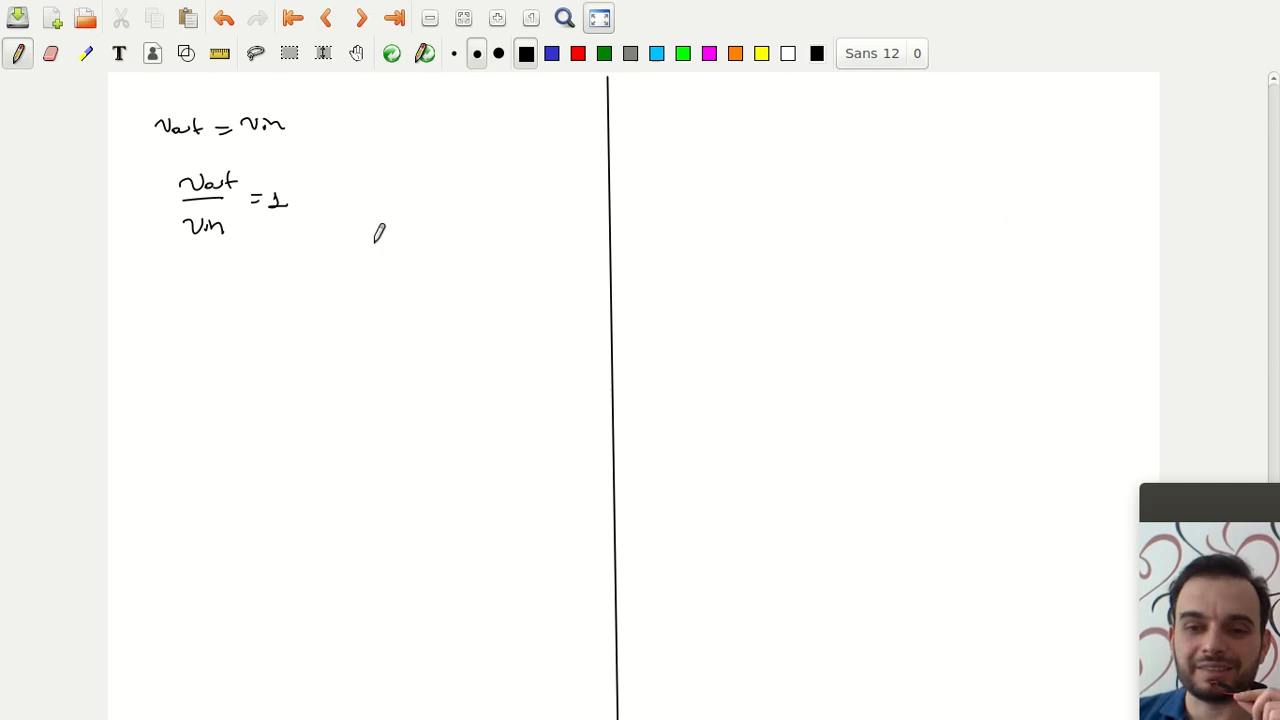 Sans 12 0
T
Vout = Vin
Vout
= 1
Vin